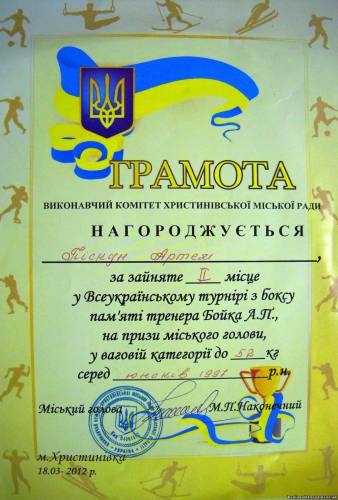 ГРАМОТА
ВИКОНАВЧИЙ КОМІТЕТ ХРИСТИНІВСЬКОЇ МІСЬКОЇ РАДИ
НАГОРОДЖУЄТЬСЯ
Піскун Артем,
за зайняте II місце
у Всеукраїнському турнірі з боксу
пам'яті тренера Бойка А.П.,
на призи міського голови,
у ваговій категорії до 52 кг
серед юнаків 1997 р.н.
Міський голова М.П.Наконечний
м.Христинівка
18.03- 2012 р.